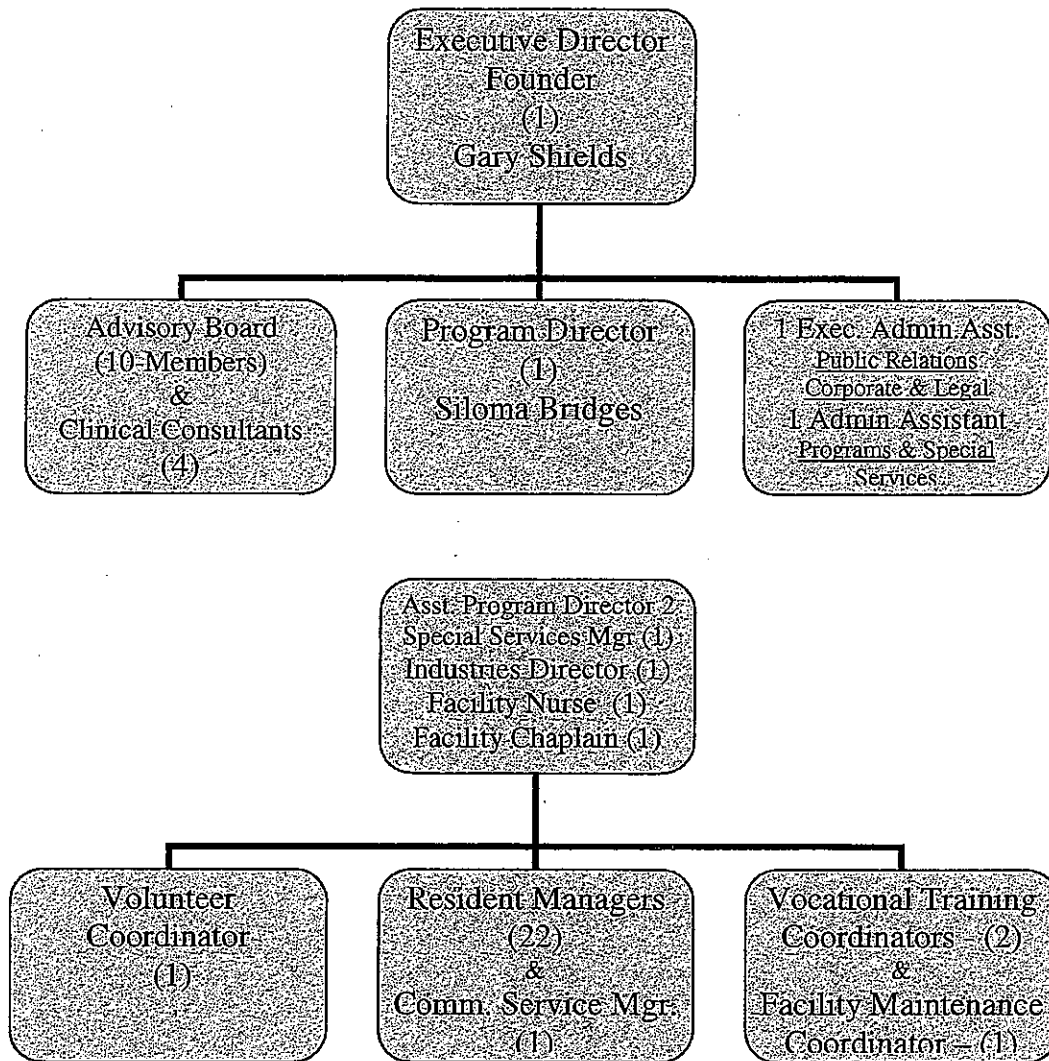 Executive Director
Founder
(1)
Gary Shields
Advisory Board
(10-Members)
&
Clinical Consultants
(4)
Program Director
(1)
Siloma Bridges
1 Exec. Admin Asst.
Public Relations
Corporate & Legal
1 Admin Assistant
Programs & Special
Services
Asst. Program Director 2
Special Services Mgr (1)
Industries Director (1)
Facility Nurse (1)
Facility Chaplain (1)
Volunteer
Coordinator
(1)
Resident Managers
(22)
&
Comm. Service Mgr.
(1)
Vocational Training
Coordinators – (2)
&
Facility Maintenance
Coordinator – (1)